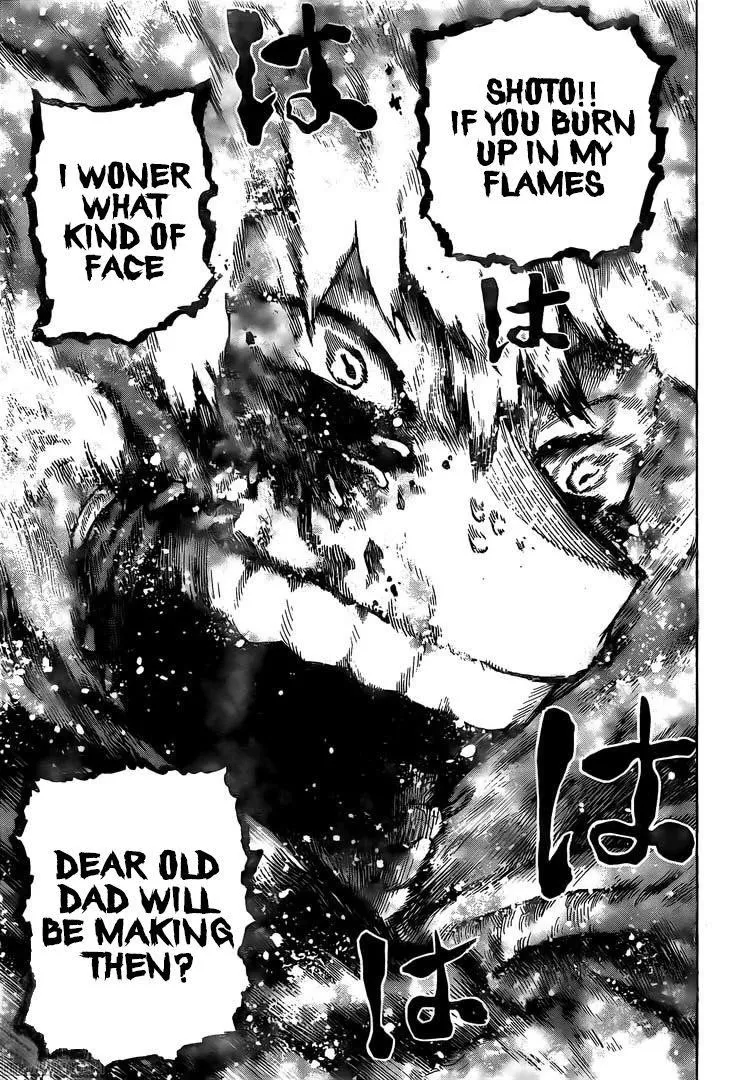 は
SHOTO!!
IF YOU BURN
UP IN MY
FLAMES
I WONER
WHAT
KIND OF
FACE
は
は
DEAR OLD
DAD WILL
BE MAKING
THEN?
は